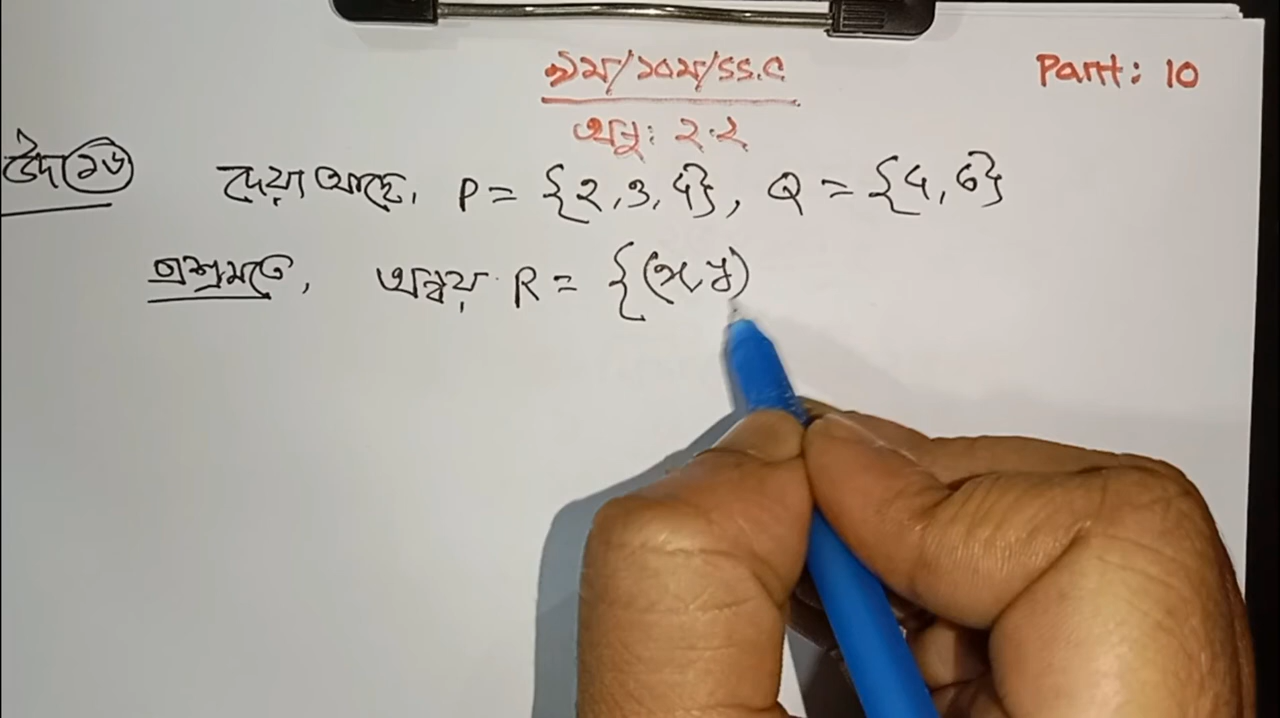 ৯ম/১০ম/SS.C
Part: 10
অনু: ২.২
উদা ১৬
দেয়া আছে, P = {2, 3, 4}, Q = {4, 6}
প্রশ্নমতে, অন্বয় R = {(x, y)